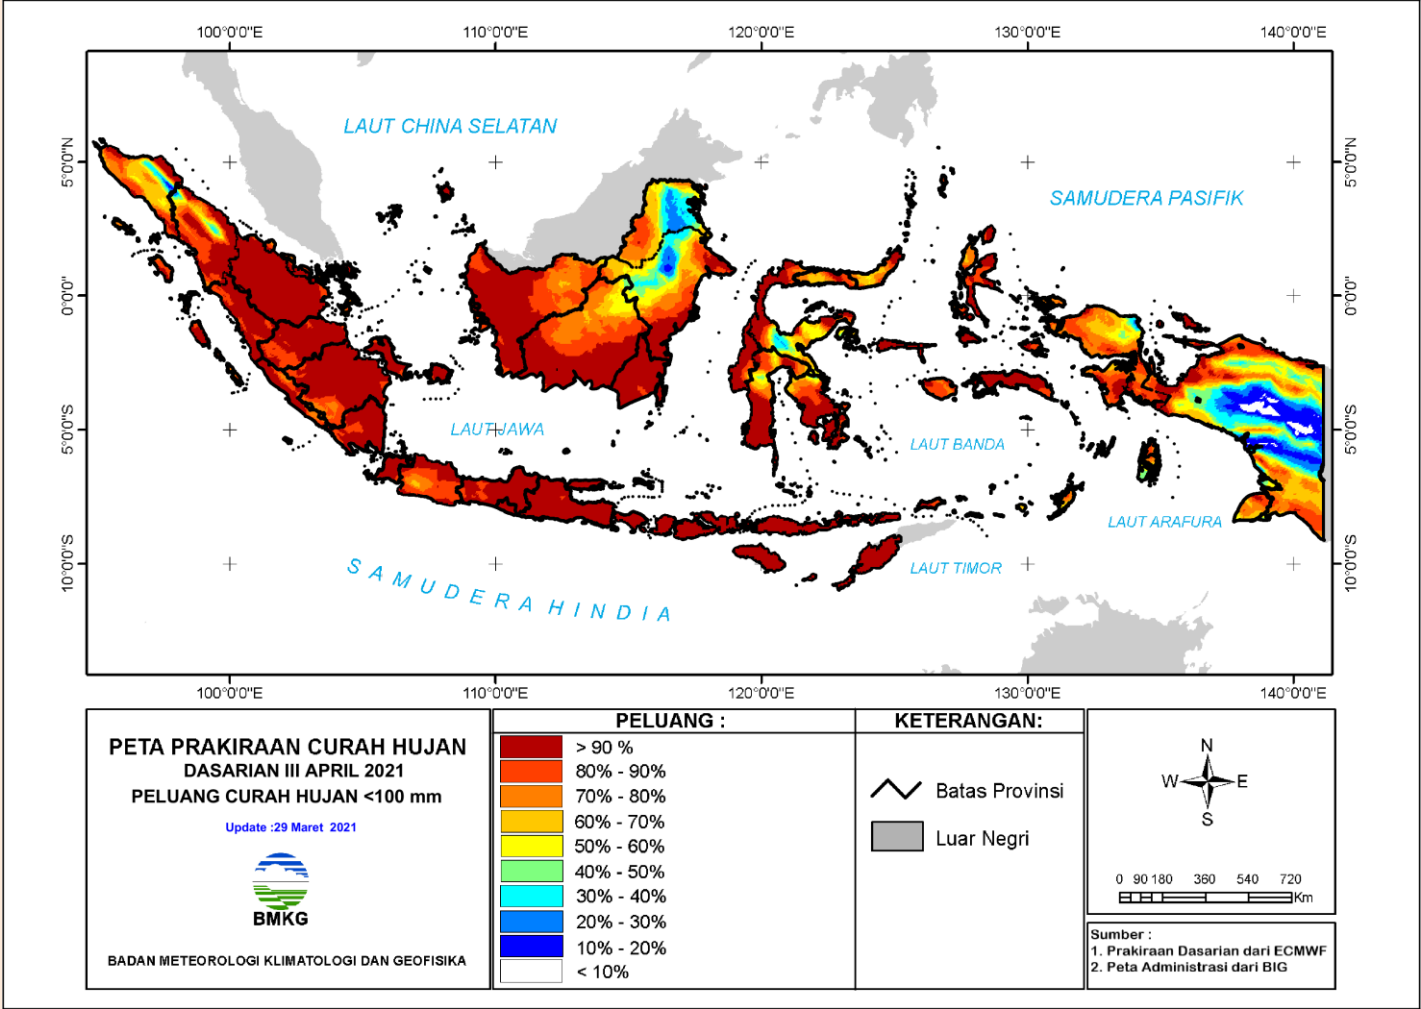 100°0'0"E 110°0'0"E 120°0'0"E 130°0'0"E 140°0'0"E
5°0'0"N 5°0'0"N
0°0'0" 0°0'0"
5°0'0"S 5°0'0"S
10°0'0"S 10°0'0"S
LAUT CHINA SELATAN
SAMUDERA PASIFIK
LAUT JAWA
LAUT BANDA
LAUT ARAFURA
LAUT TIMOR
SAMUDERA HINDIA
100°0'0"E 110°0'0"E 120°0'0"E 130°0'0"E 140°0'0"E
PETA PRAKIRAAN CURAH HUJAN
DASARIAN III APRIL 2021
PELUANG CURAH HUJAN <100 mm
Update :29 Maret 2021
BMKG
BADAN METEOROLOGI KLIMATOLOGI DAN GEOFISIKA
PELUANG :
> 90 %
80% - 90%
70% - 80%
60% - 70%
50% - 60%
40% - 50%
30% - 40%
20% - 30%
10% - 20%
< 10%
KETERANGAN:
Batas Provinsi
Luar Negri
N
W E
S
0 90 180 360 540 720
Km
Sumber :
1. Prakiraan Dasarian dari ECMWF
2. Peta Administrasi dari BIG